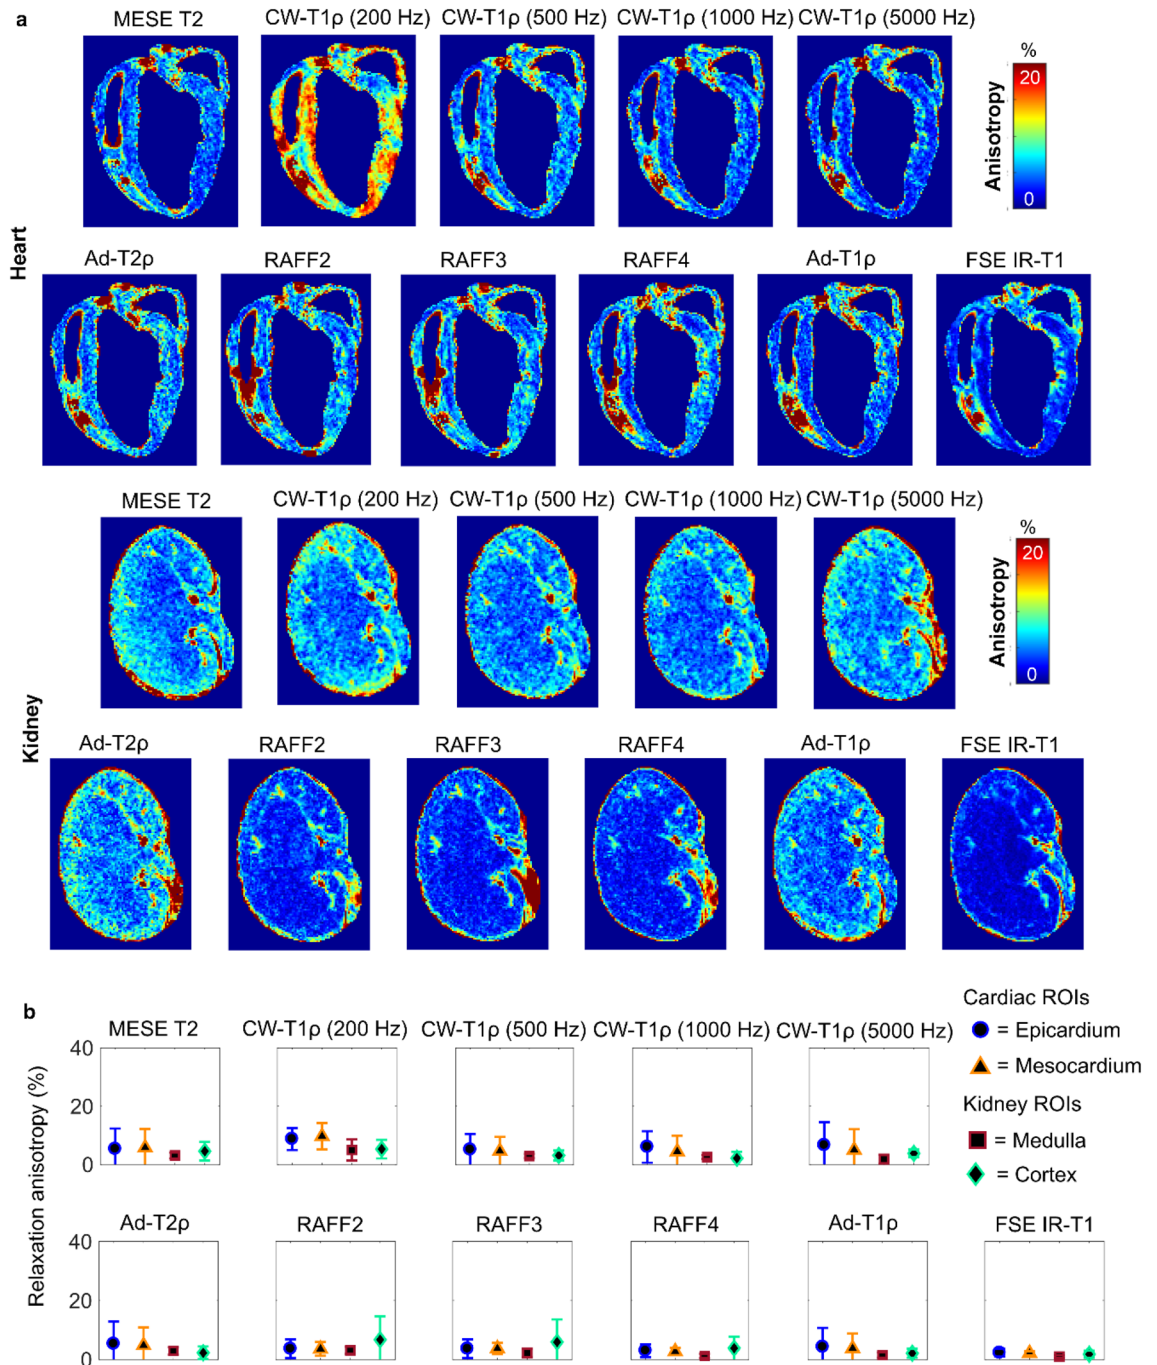 a
MESE T2 CW-T1ρ (200 Hz) CW-T1ρ (500 Hz) CW-T1ρ (1000 Hz) CW-T1ρ (5000 Hz)
%
20
Anisotropy
0
Heart
Ad-T2ρ RAFF2 RAFF3 RAFF4 Ad-T1ρ FSE IR-T1
MESE T2 CW-T1ρ (200 Hz) CW-T1ρ (500 Hz) CW-T1ρ (1000 Hz) CW-T1ρ (5000 Hz)
%
20
Anisotropy
0
Kidney
Ad-T2ρ RAFF2 RAFF3 RAFF4 Ad-T1ρ FSE IR-T1
b
MESE T2 CW-T1ρ (200 Hz) CW-T1ρ (500 Hz) CW-T1ρ (1000 Hz) CW-T1ρ (5000 Hz)
Cardiac ROIs
= Epicardium
= Mesocardium
Kidney ROIs
= Medulla
= Cortex
Relaxation anisotropy (%)
40
20
0
Ad-T2ρ RAFF2 RAFF3 RAFF4 Ad-T1ρ FSE IR-T1
40
20
0